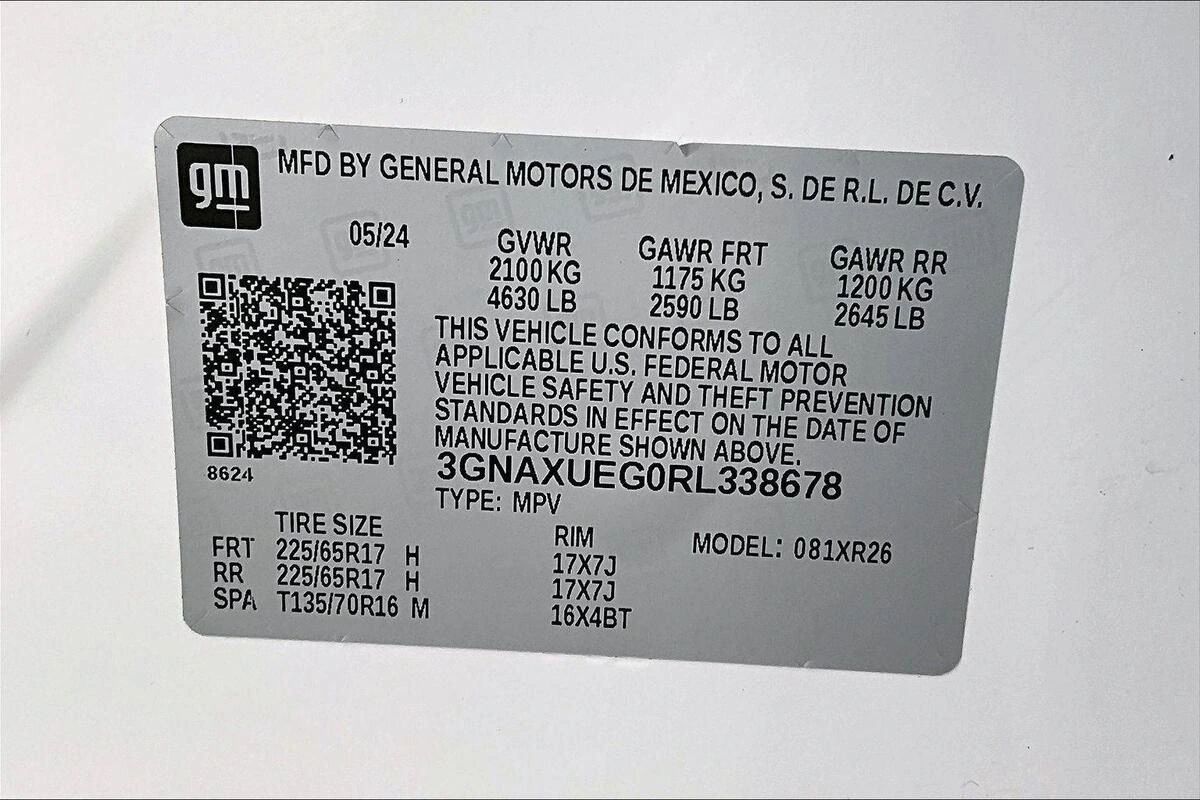 gm
MFD BY GENERAL MOTORS DE MEXICO, S. DE R.L. DE C.V.
05/24 GVWR GAWR FRT GAWR RR
2100 KG 1175 KG 1200 KG
4630 LB 2590 LB 2645 LB
THIS VEHICLE CONFORMS TO ALL
APPLICABLE U.S. FEDERAL MOTOR
VEHICLE SAFETY AND THEFT PREVENTION
STANDARDS IN EFFECT ON THE DATE OF
MANUFACTURE SHOWN ABOVE.
8624
3GNAXUEG0RL338678
TYPE: MPV
TIRE SIZE RIM MODEL: 081XR26
FRT 225/65R17 H 17X7J
RR 225/65R17 H 17X7J
SPA T135/70R16 M 16X4BT